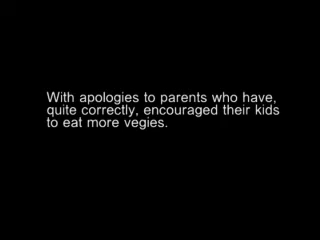 With apologies to parents who have,
quite correctly, encouraged their kids
to eat more vegies.